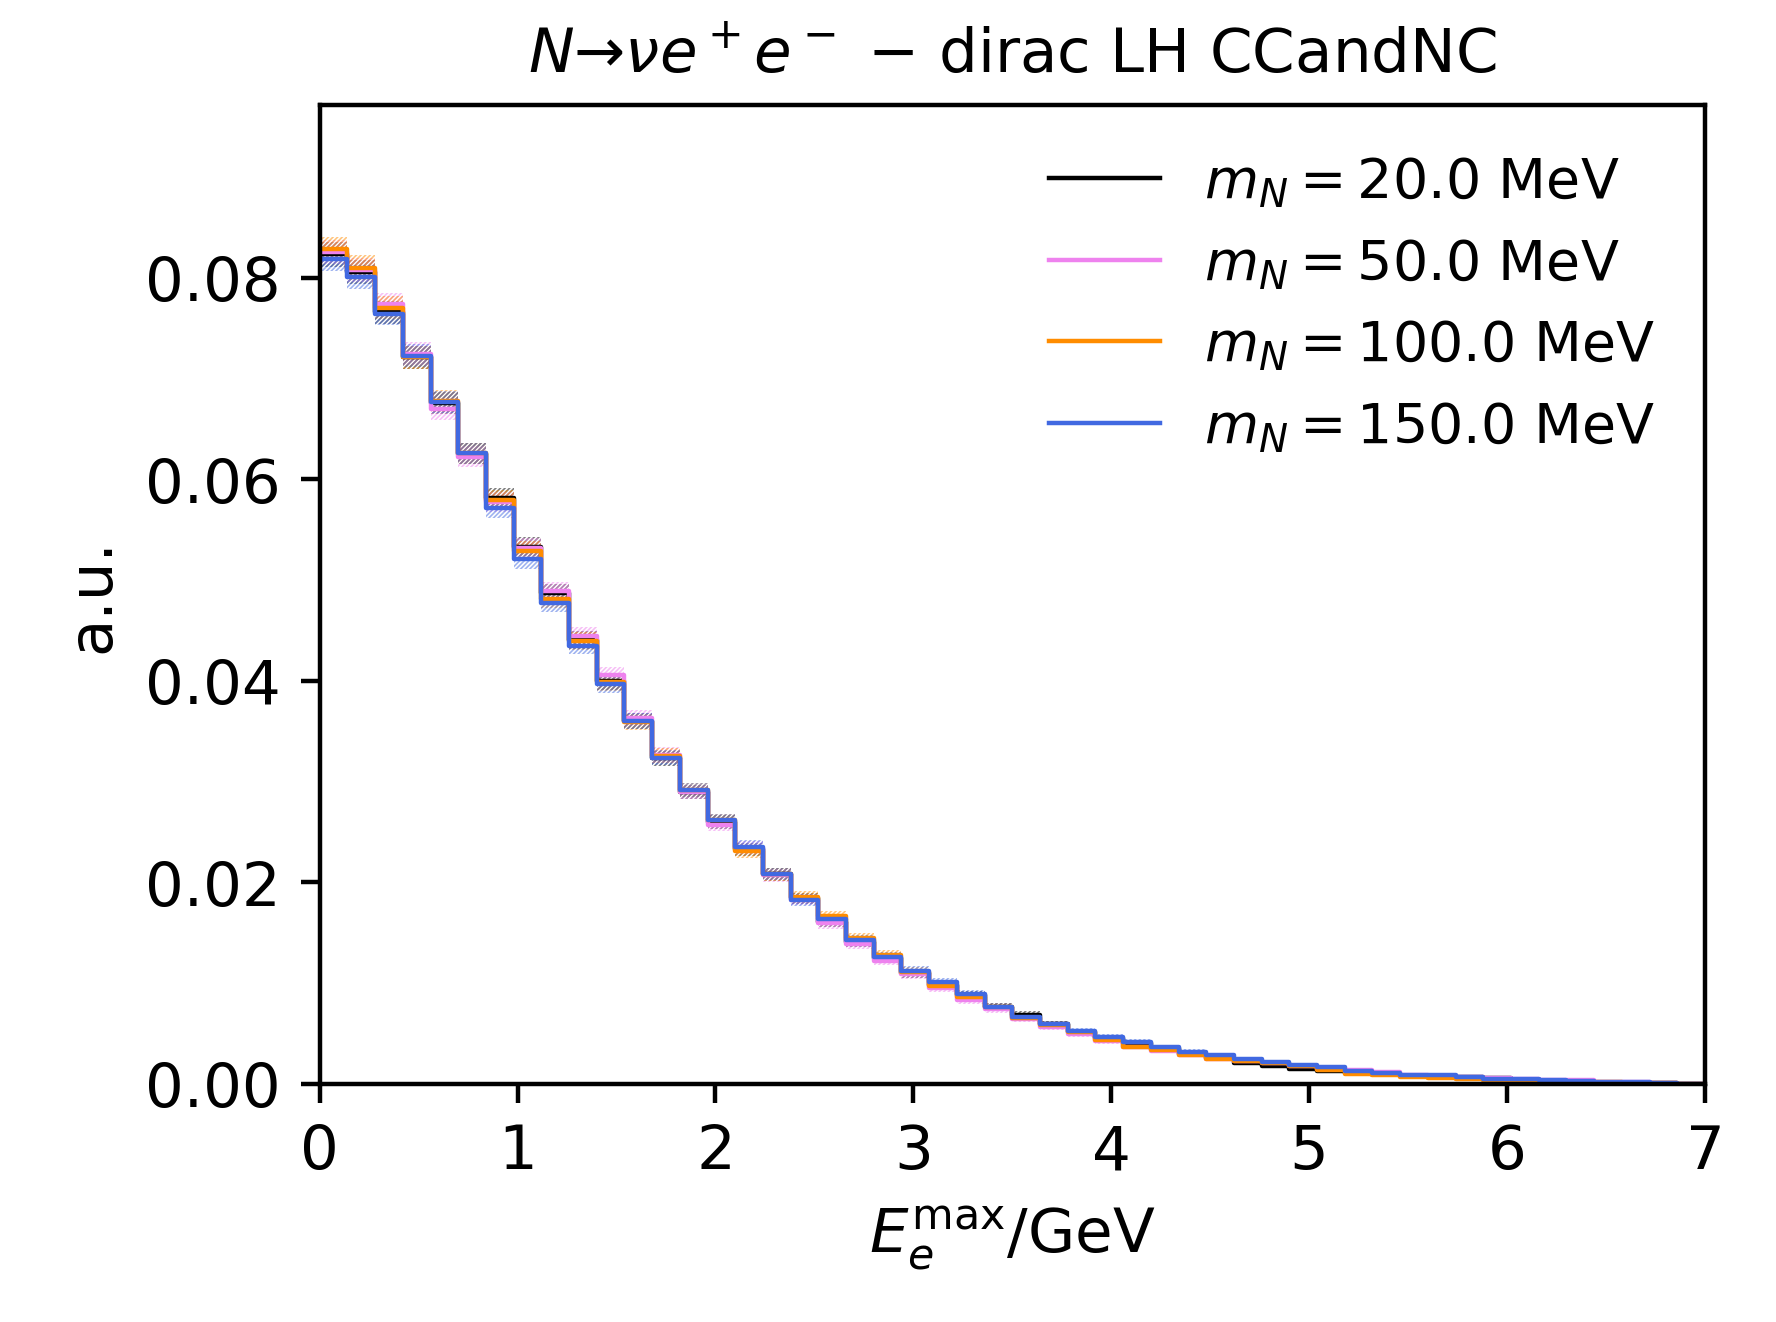 N→νe⁺e⁻ − dirac LH CCandNC
m_N = 20.0 MeV
m_N = 50.0 MeV
m_N = 100.0 MeV
m_N = 150.0 MeV
a.u.
0.08
0.06
0.04
0.02
0.00
0 1 2 3 4 5 6 7
E_e^max/GeV